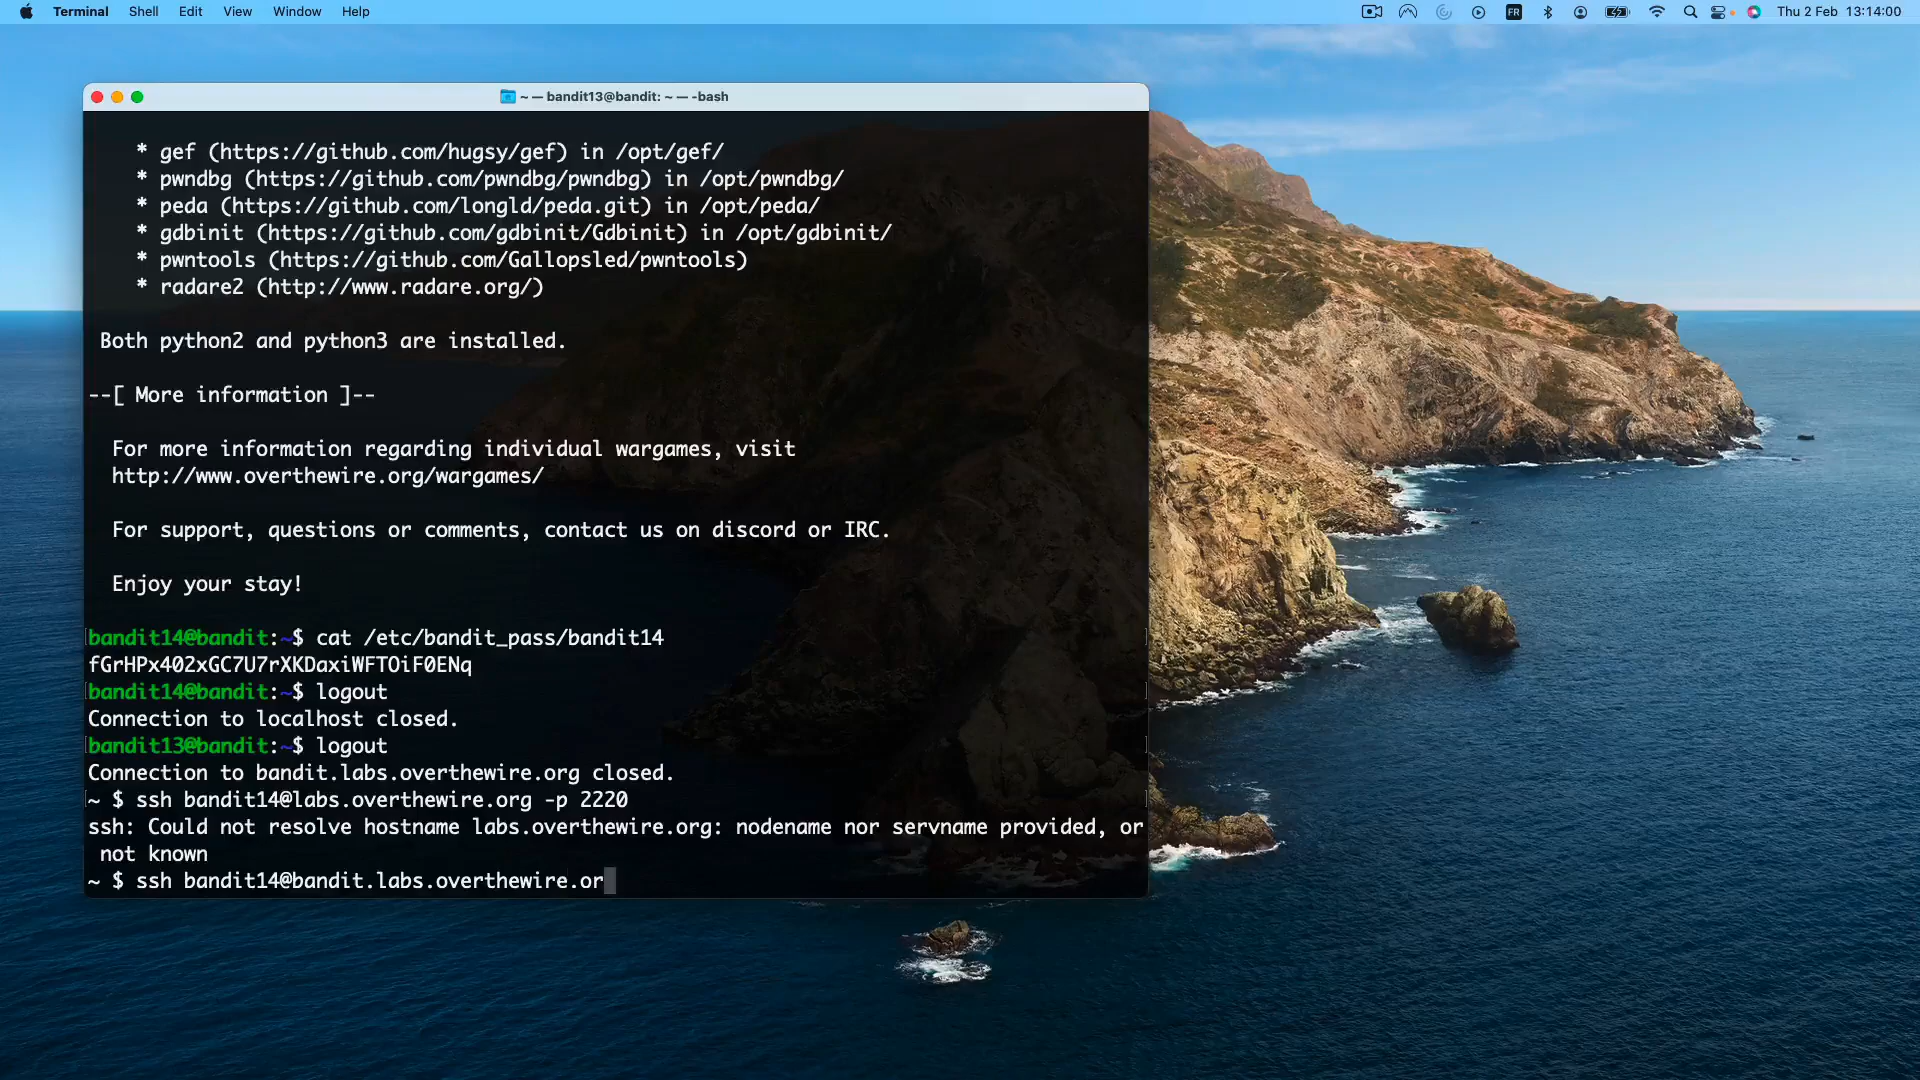 Terminal Shell Edit View Window Help FR Thu 2 Feb 13:14:00
~ — bandit13@bandit: ~ — -bash
* gef (https://github.com/hugsy/gef) in /opt/gef/
* pwndbg (https://github.com/pwndbg/pwndbg) in /opt/pwndbg/
* peda (https://github.com/longld/peda.git) in /opt/peda/
* gdbinit (https://github.com/gdbinit/Gdbinit) in /opt/gdbinit/
* pwntools (https://github.com/Gallopsled/pwntools)
* radare2 (http://www.radare.org/)
Both python2 and python3 are installed.
--[ More information ]--
For more information regarding individual wargames, visit
http://www.overthewire.org/wargames/
For support, questions or comments, contact us on discord or IRC.
Enjoy your stay!
bandit14@bandit:~$ cat /etc/bandit_pass/bandit14
fGrHPx402xGC7U7rXKDaxiWFTOiF0ENq
bandit14@bandit:~$ logout
Connection to localhost closed.
bandit13@bandit:~$ logout
Connection to bandit.labs.overthewire.org closed.
~ $ ssh bandit14@labs.overthewire.org -p 2220
ssh: Could not resolve hostname labs.overthewire.org: nodename nor servname provided, or
not known
~ $ ssh bandit14@bandit.labs.overthewire.or